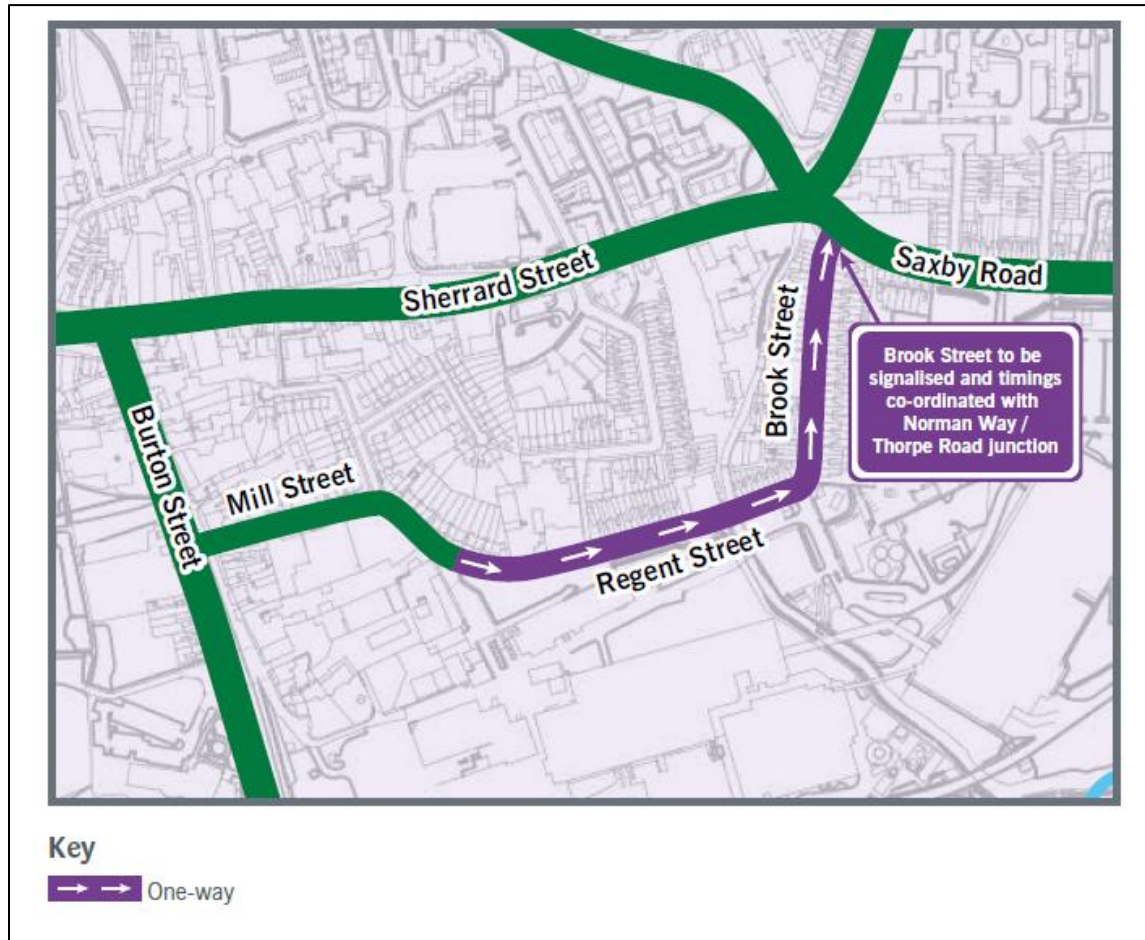 Sherrard Street
Saxby Road
Brook Street
Brook Street to be
signalised and timings
co-ordinated with
Norman Way /
Thorpe Road junction
Burton Street
Mill Street
Regent Street
Key
One-way